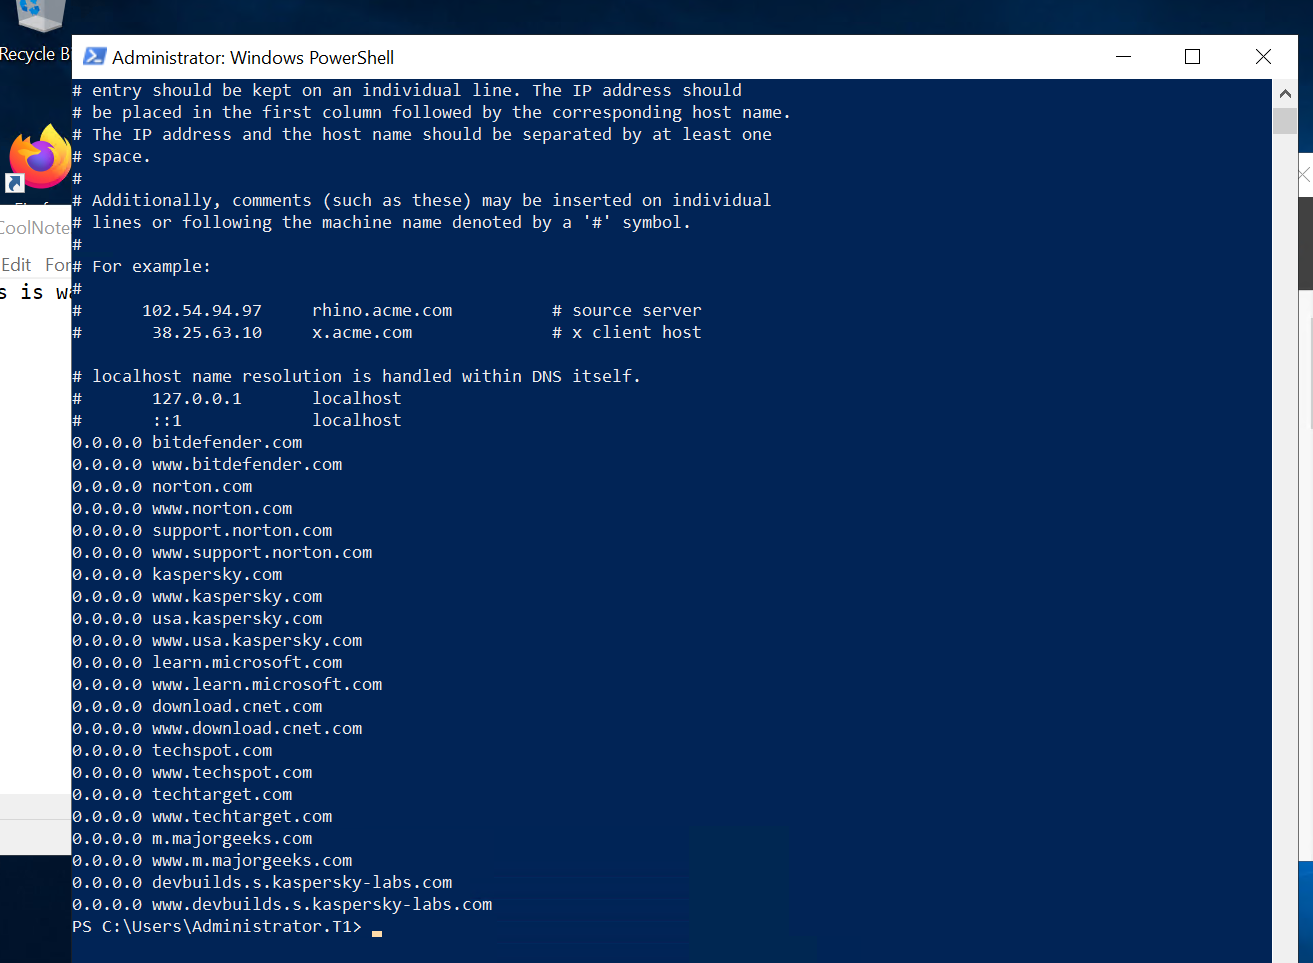 Recycle B
Administrator: Windows PowerShell
# entry should be kept on an individual line. The IP address should
# be placed in the first column followed by the corresponding host name.
# The IP address and the host name should be separated by at least one
# space.
#
# Additionally, comments (such as these) may be inserted on individual
# lines or following the machine name denoted by a '#' symbol.
#
# For example:
#
#      102.54.94.97     rhino.acme.com          # source server
#       38.25.63.10     x.acme.com              # x client host

# localhost name resolution is handled within DNS itself.
#       127.0.0.1       localhost
#       ::1             localhost
0.0.0.0 bitdefender.com
0.0.0.0 www.bitdefender.com
0.0.0.0 norton.com
0.0.0.0 www.norton.com
0.0.0.0 support.norton.com
0.0.0.0 www.support.norton.com
0.0.0.0 kaspersky.com
0.0.0.0 www.kaspersky.com
0.0.0.0 usa.kaspersky.com
0.0.0.0 www.usa.kaspersky.com
0.0.0.0 learn.microsoft.com
0.0.0.0 www.learn.microsoft.com
0.0.0.0 download.cnet.com
0.0.0.0 www.download.cnet.com
0.0.0.0 techspot.com
0.0.0.0 www.techspot.com
0.0.0.0 techtarget.com
0.0.0.0 www.techtarget.com
0.0.0.0 m.majorgeeks.com
0.0.0.0 www.m.majorgeeks.com
0.0.0.0 devbuilds.s.kaspersky-labs.com
0.0.0.0 www.devbuilds.s.kaspersky-labs.com
PS C:\Users\Administrator.T1>
CoolNote
Edit For
s is wa